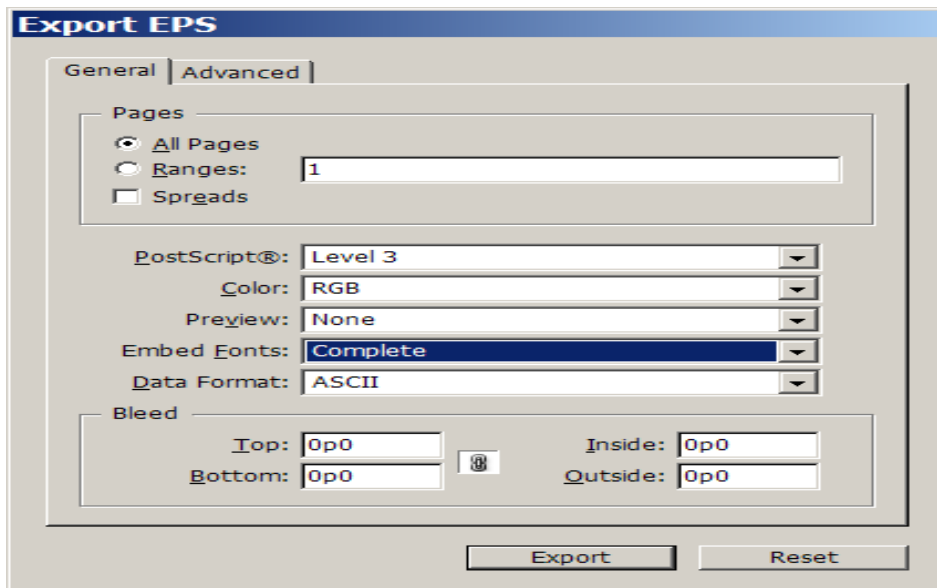 Export EPS
General Advanced
Pages
All Pages
Ranges: 1
Spreads
PostScript®: Level 3
Color: RGB
Preview: None
Embed Fonts: Complete
Data Format: ASCII
Bleed
Top: 0p0 Inside: 0p0
Bottom: 0p0 Outside: 0p0
Export Reset